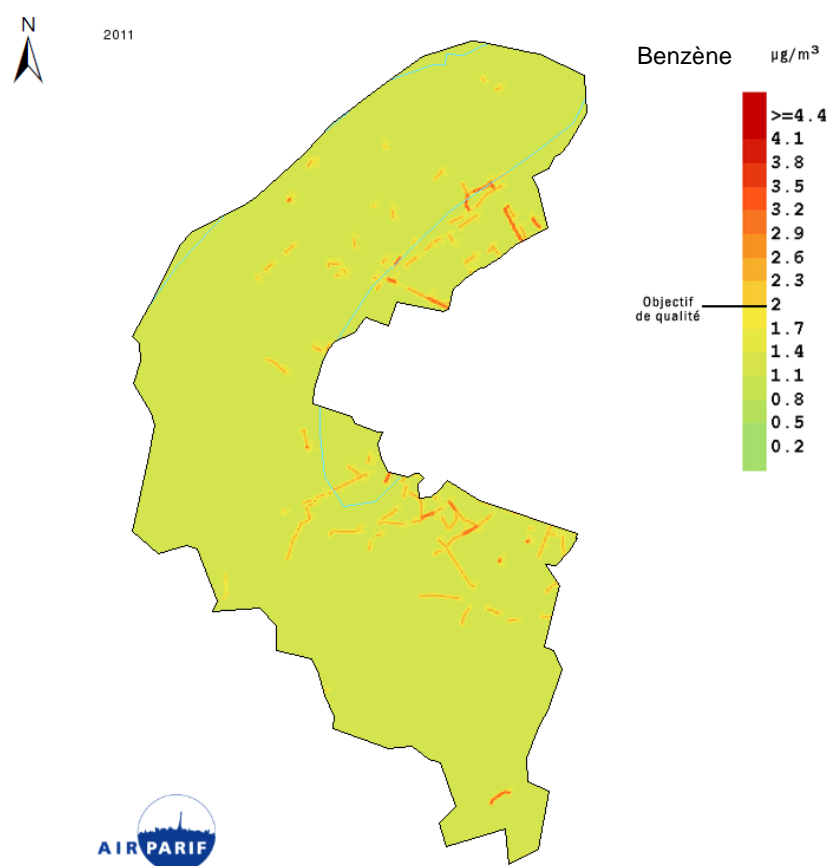 N
2011
Benzène
µg/m³
>=4.4
4.1
3.8
3.5
3.2
2.9
2.6
2.3
Objectif
de qualité
2
1.7
1.4
1.1
0.8
0.5
0.2
AIRPARIF